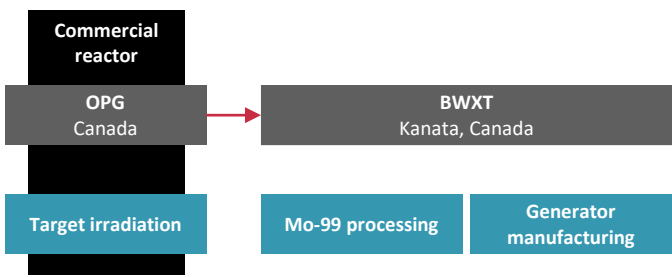 Commercial
reactor
OPG
Canada
BWXT
Kanata, Canada
Target irradiation
Mo-99 processing
Generator
manufacturing